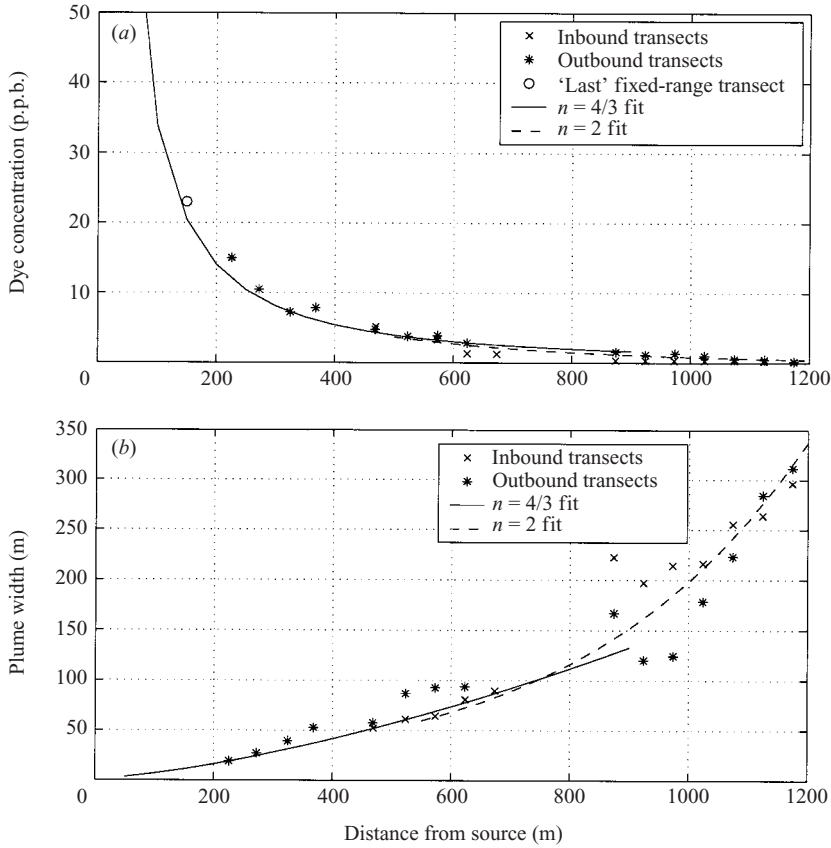 (a)
Inbound transects
Outbound transects
‘Last’ fixed-range transect
n = 4/3 fit
n = 2 fit
Dye concentration (p.p.b.)
50
40
30
20
10
0 200 400 600 800 1000 1200
(b)
Inbound transects
Outbound transects
n = 4/3 fit
n = 2 fit
Plume width (m)
350
300
250
200
150
100
50
0 200 400 600 800 1000 1200
Distance from source (m)